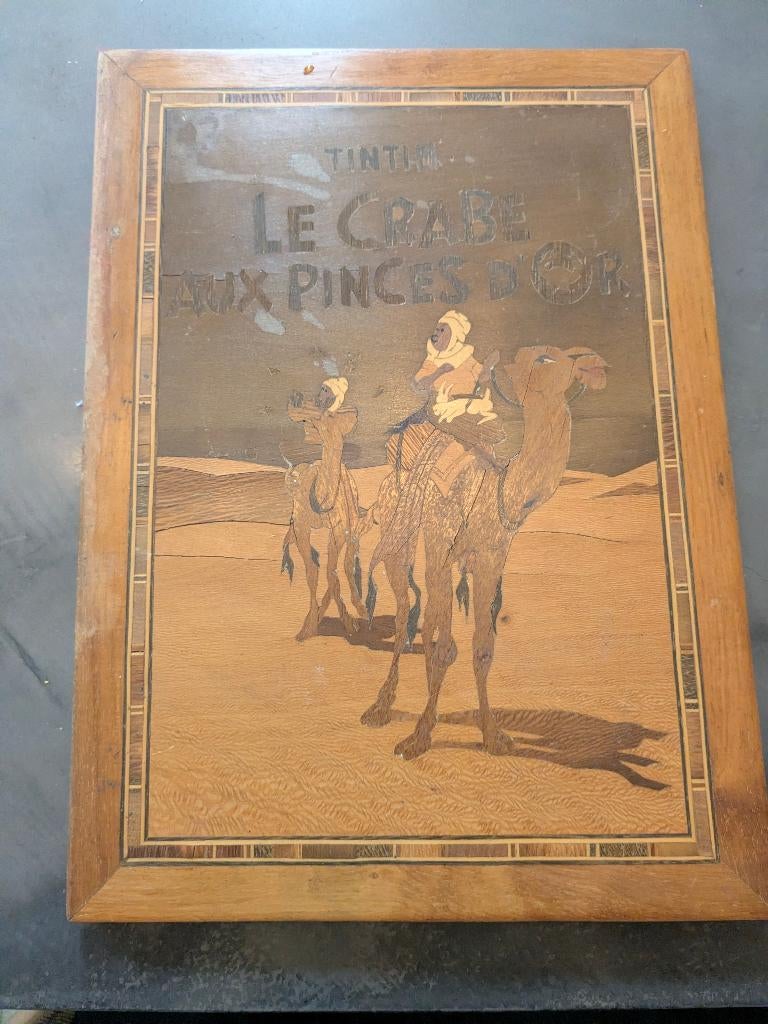 TINTIN
LE CRABE
AUX PINCES D'OR